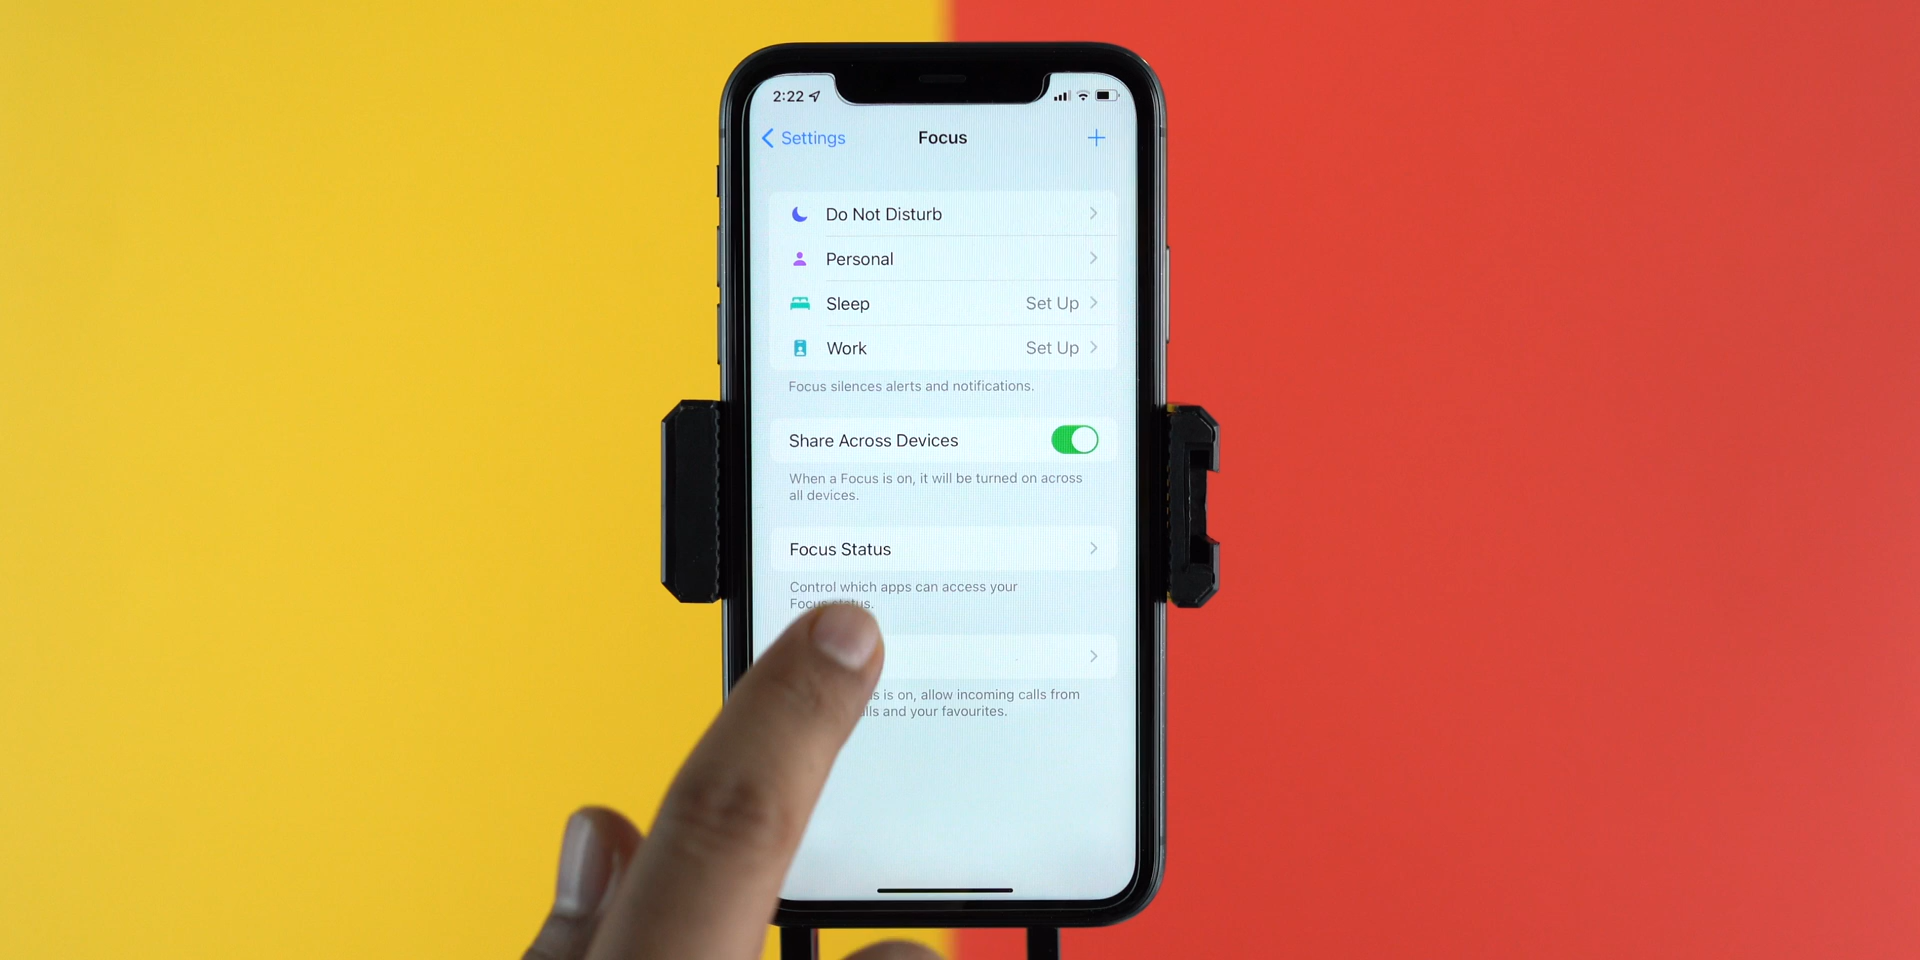 2:22
Settings
Focus
Do Not Disturb
Personal
Sleep Set Up
Work Set Up
Focus silences alerts and notifications.
Share Across Devices
When a Focus is on, it will be turned on across
all devices.
Focus Status
Control which apps can access your
Focus status.
is on, allow incoming calls from
and your favourites.